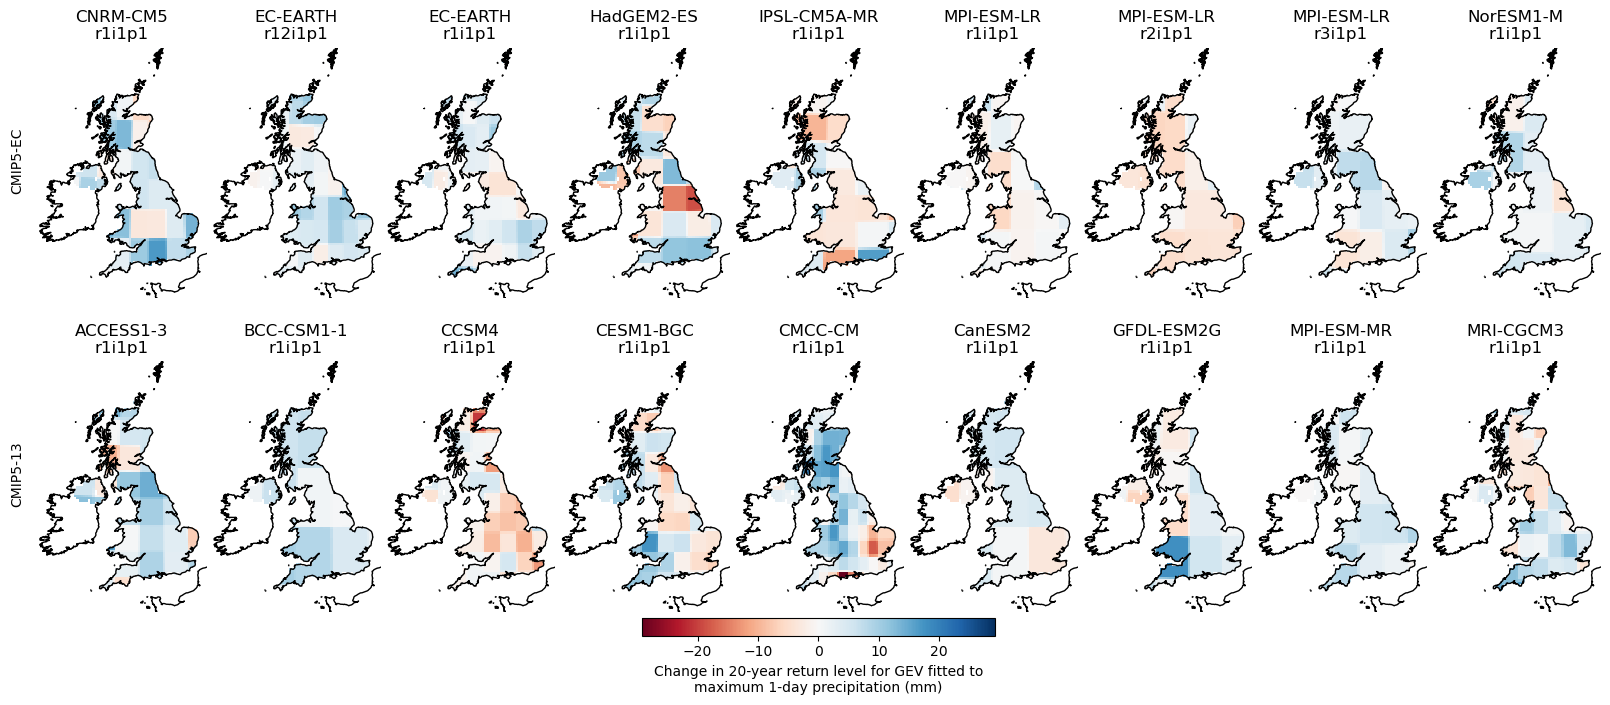 CNRM-CM5 EC-EARTH EC-EARTH HadGEM2-ES IPSL-CM5A-MR MPI-ESM-LR MPI-ESM-LR MPI-ESM-LR NorESM1-M
r1i1p1 r12i1p1 r1i1p1 r1i1p1 r1i1p1 r1i1p1 r2i1p1 r3i1p1 r1i1p1
CMIP5-EC
ACCESS1-3 BCC-CSM1-1 CCSM4 CESM1-BGC CMCC-CM CanESM2 GFDL-ESM2G MPI-ESM-MR MRI-CGCM3
r1i1p1 r1i1p1 r1i1p1 r1i1p1 r1i1p1 r1i1p1 r1i1p1 r1i1p1 r1i1p1
CMIP5-13
−20 −10 0 10 20
Change in 20-year return level for GEV fitted to
maximum 1-day precipitation (mm)